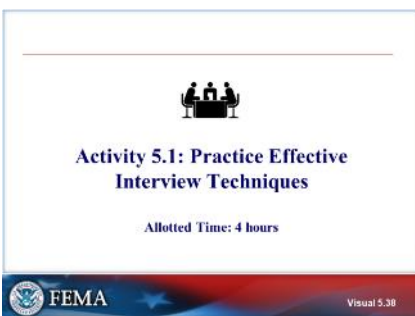 Activity 5.1: Practice Effective
Interview Techniques
Allotted Time: 4 hours
FEMA
Visual 5.38